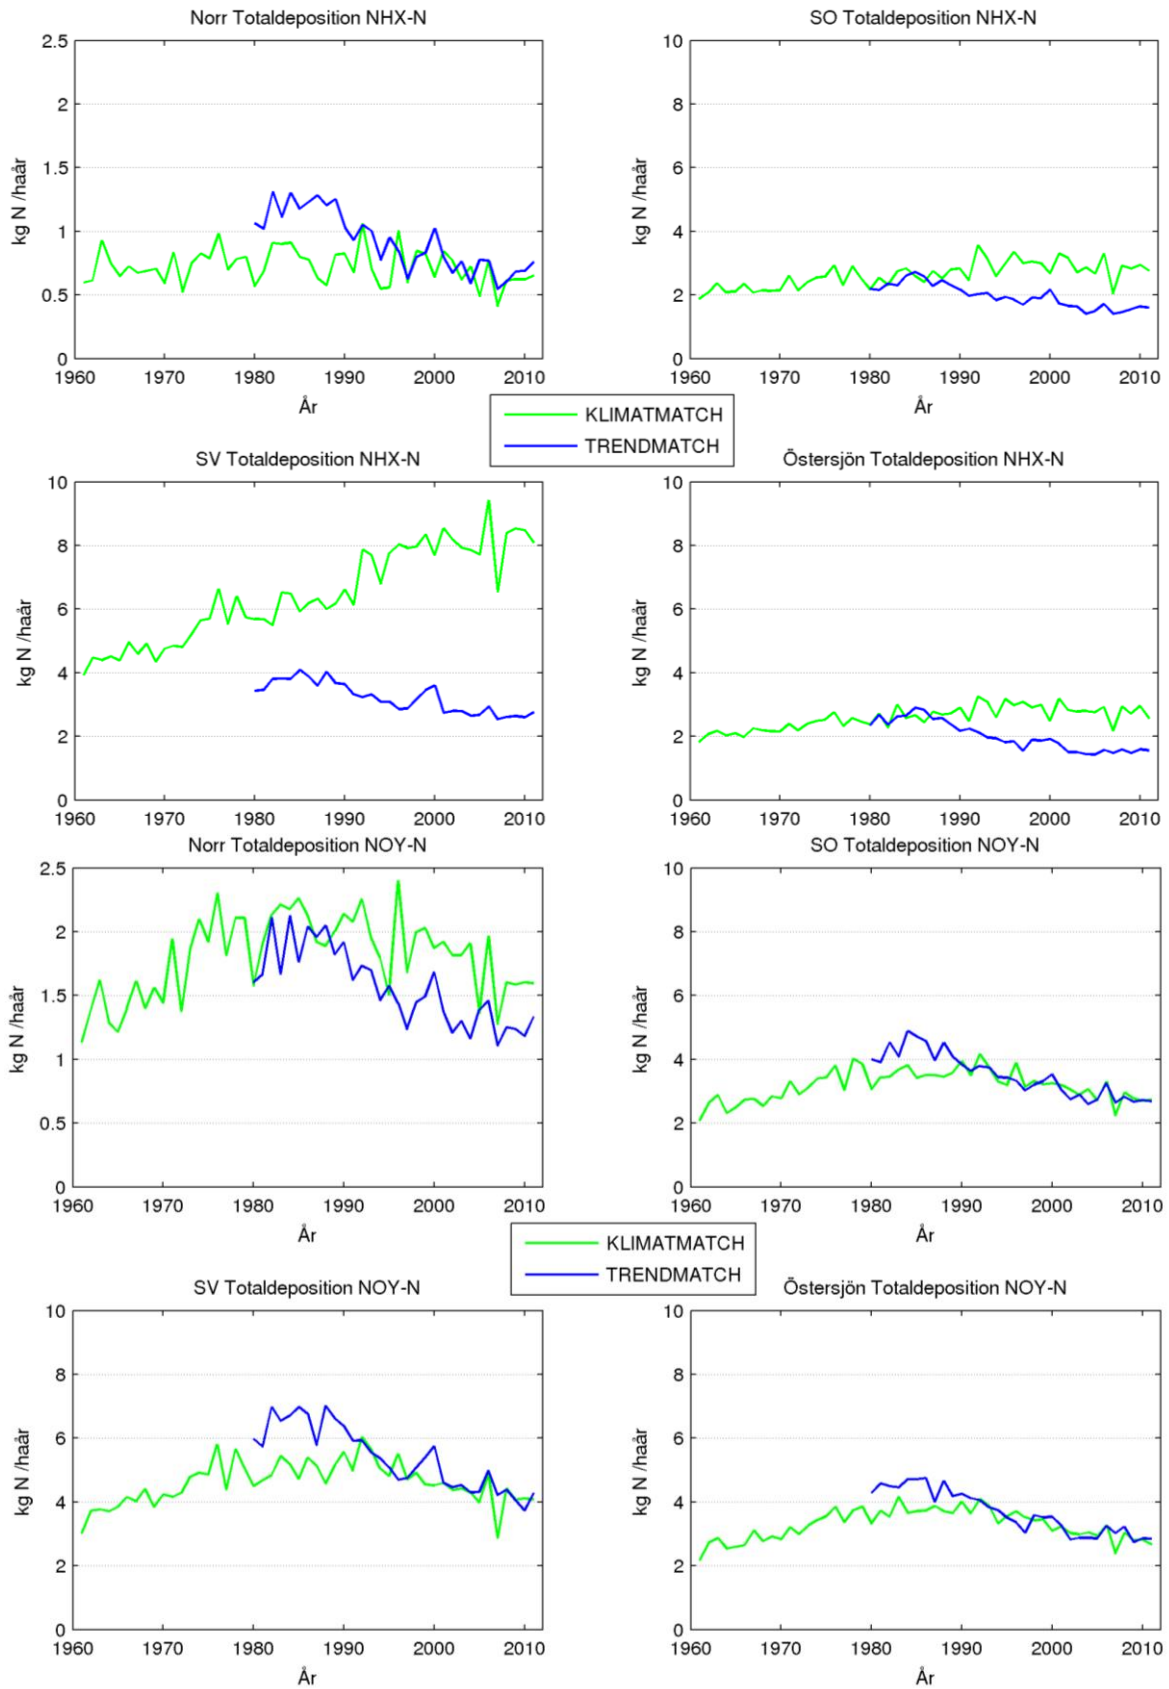 Norr Totaldeposition NHX-N
SO Totaldeposition NHX-N
2.5
2
1.5
1
0.5
0
kg N /haår
1960 1970 1980 1990 2000 2010
År
10
8
6
4
2
0
kg N /haår
1960 1970 1980 1990 2000 2010
År
KLIMATMATCH
TRENDMATCH
SV Totaldeposition NHX-N
Östersjön Totaldeposition NHX-N
10
8
6
4
2
0
kg N /haår
1960 1970 1980 1990 2000 2010
10
8
6
4
2
0
kg N /haår
1960 1970 1980 1990 2000 2010
Norr Totaldeposition NOY-N
SO Totaldeposition NOY-N
2.5
2
1.5
1
0.5
0
kg N /haår
1960 1970 1980 1990 2000 2010
År
10
8
6
4
2
0
kg N /haår
1960 1970 1980 1990 2000 2010
År
KLIMATMATCH
TRENDMATCH
SV Totaldeposition NOY-N
Östersjön Totaldeposition NOY-N
10
8
6
4
2
0
kg N /haår
1960 1970 1980 1990 2000 2010
År
10
8
6
4
2
0
kg N /haår
1960 1970 1980 1990 2000 2010
År